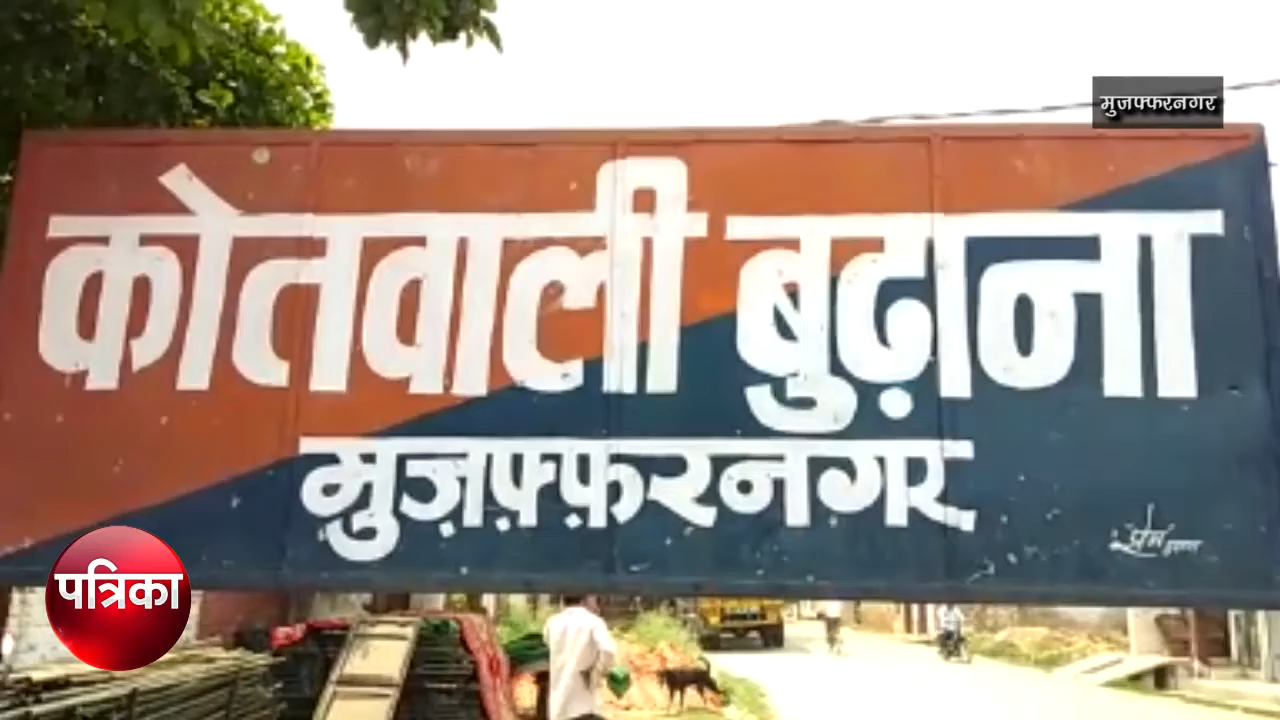 मुजफ्फरनगर
कोतवाली बुढ़ाना
मुज़फ़्फ़रनगर
पत्रिका